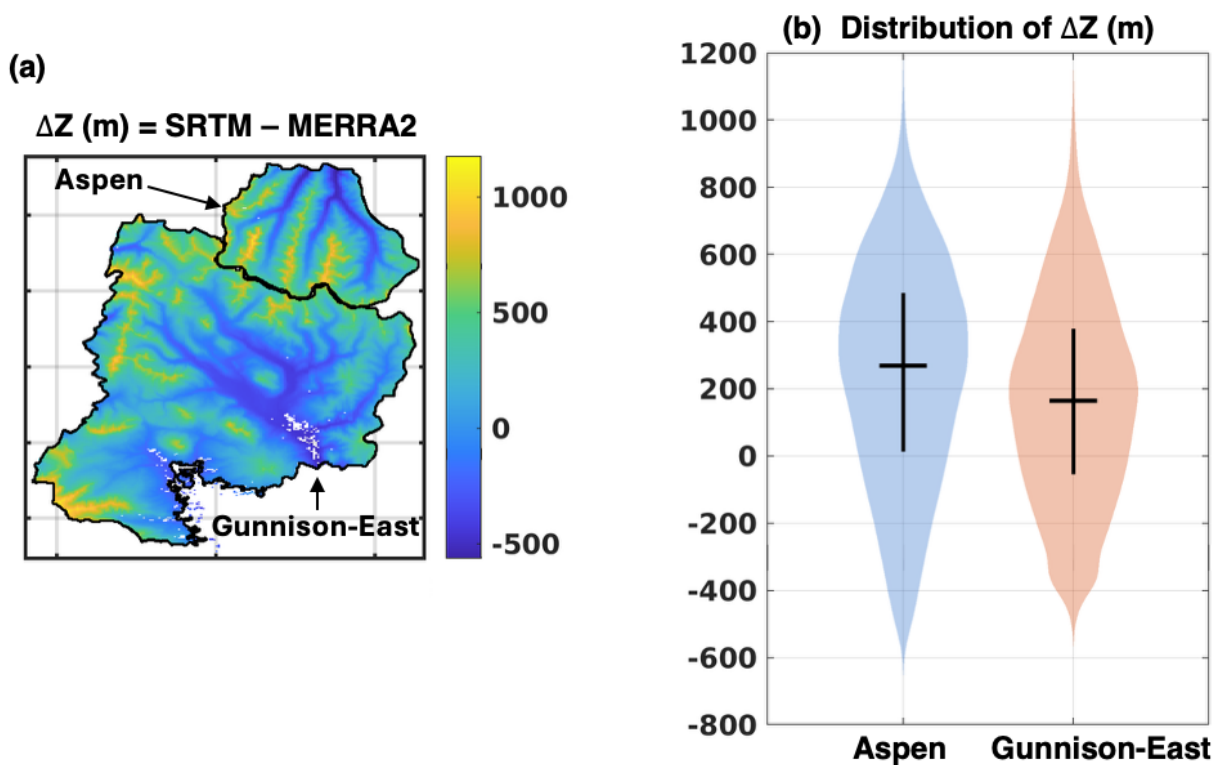 (a)
ΔZ (m) = SRTM – MERRA2
Aspen
Gunnison-East
1000
500
0
-500
(b) Distribution of ΔZ (m)
1200
1000
800
600
400
200
0
-200
-400
-600
-800
Aspen Gunnison-East